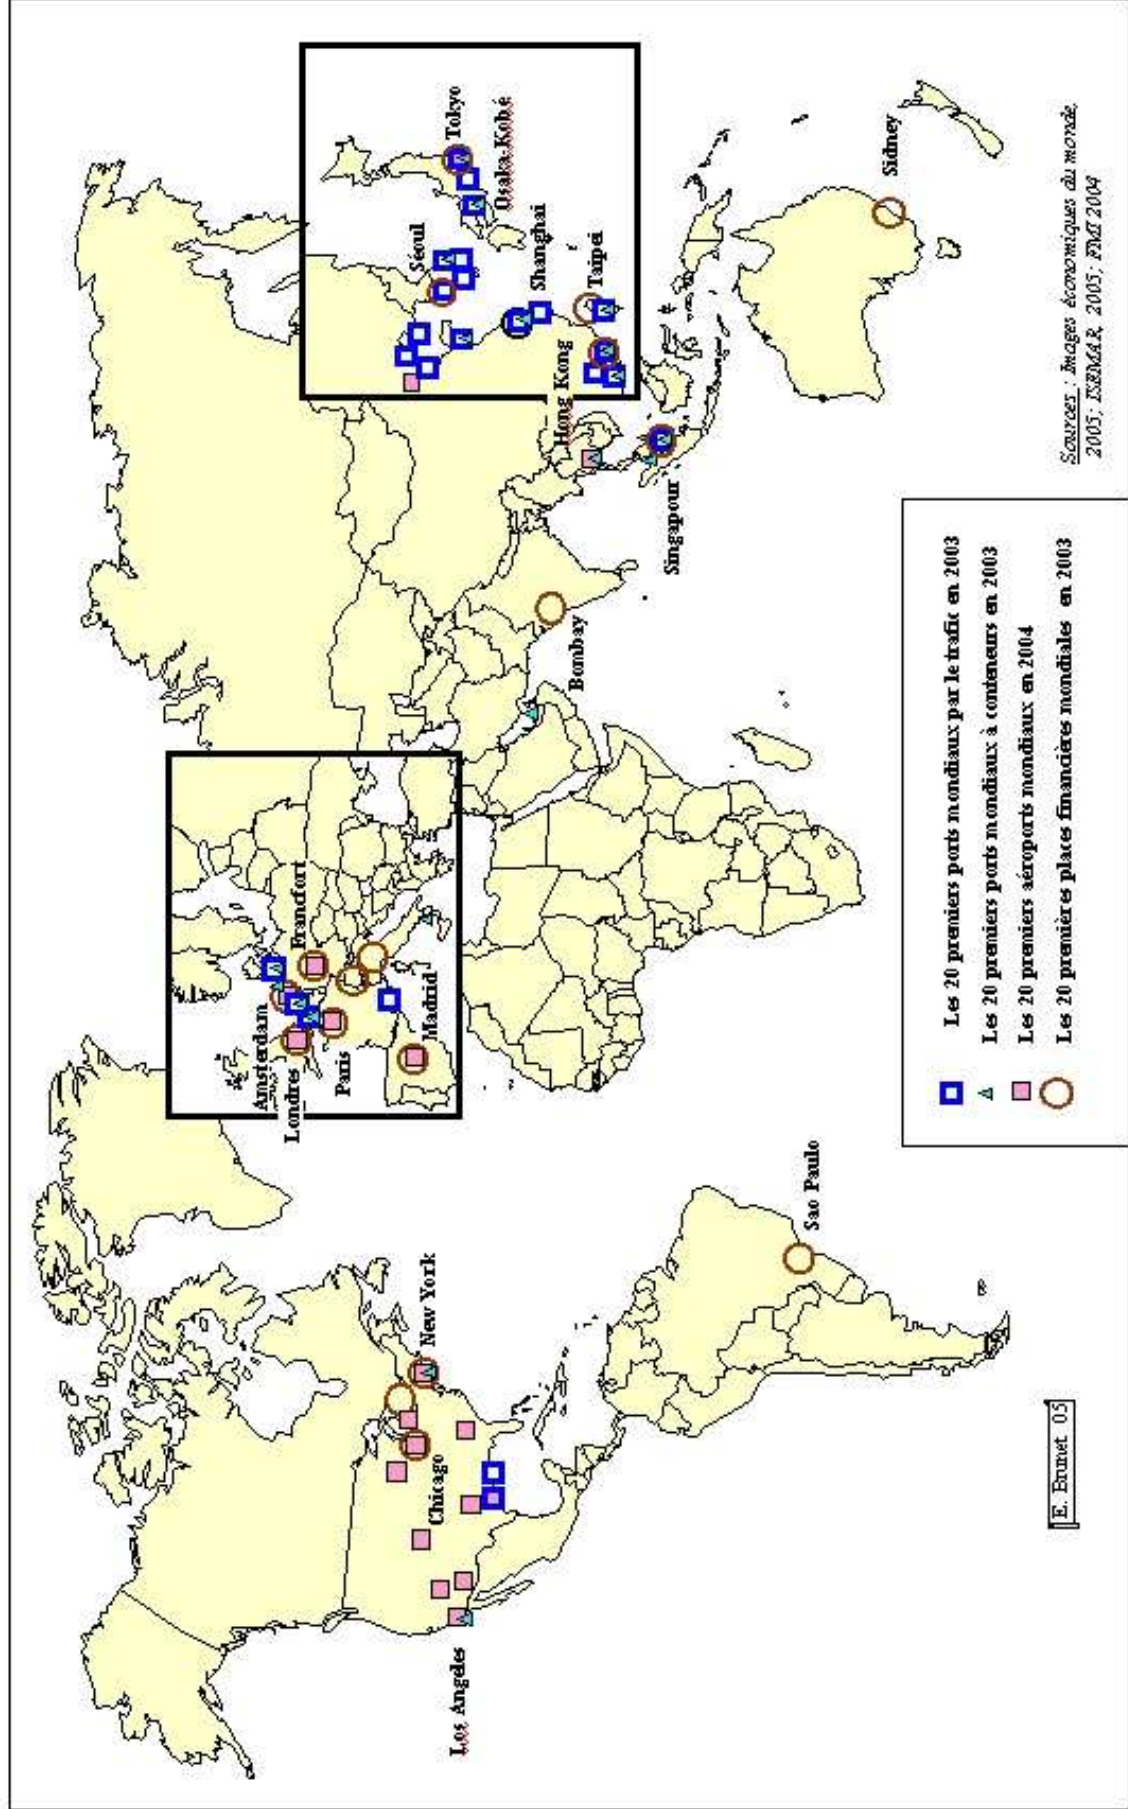 Los Angeles
Chicago
New York
Sao Paulo
Amsterdam
Londres
Paris
Madrid
Francfort
Bombay
Singapour
Hong Kong
Séoul
Tokyo
Osaka-Kobé
Shanghai
Taïpei
Sidney
Les 20 premiers ports mondiaux par le trafic en 2003
Les 20 premiers ports mondiaux à conteneurs en 2003
Les 20 premiers aéroports mondiaux en 2004
Les 20 premières places financières mondiales en 2003
Sources : Images économiques du monde,
2005; ISEMAR, 2005; FMI 2004
E. Brunet 05